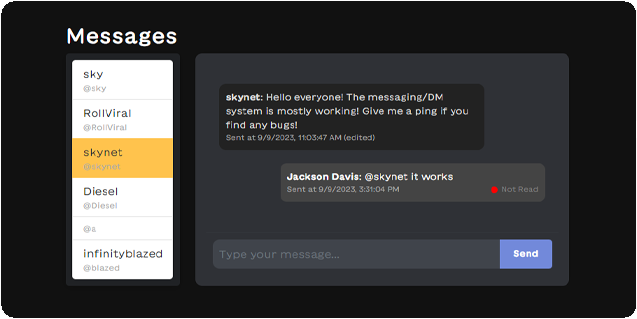 Messages
sky
@sky
RollViral
@RollViral
skynet
@skynet
Diesel
@Diesel
@a
infinityblazed
@blazed
skynet: Hello everyone! The messaging/DM
system is mostly working! Give me a ping if you
find any bugs!
Sent at 9/9/2023, 11:03:47 AM (edited)
Jackson Davis: @skynet it works
Sent at 9/9/2023, 3:31:04 PM
Not Read
Type your message...
Send